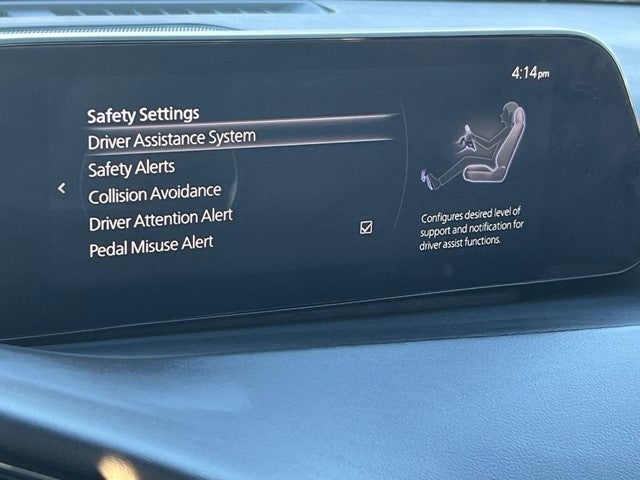 4:14pm
Safety Settings
Driver Assistance System
Safety Alerts
Collision Avoidance
Driver Attention Alert
Pedal Misuse Alert
Configures desired level of
support and notification for
driver assist functions.